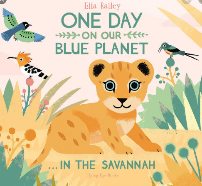 Ella Bailey
ONE DAY
ON OUR
BLUE PLANET
...IN THE SAVANNAH